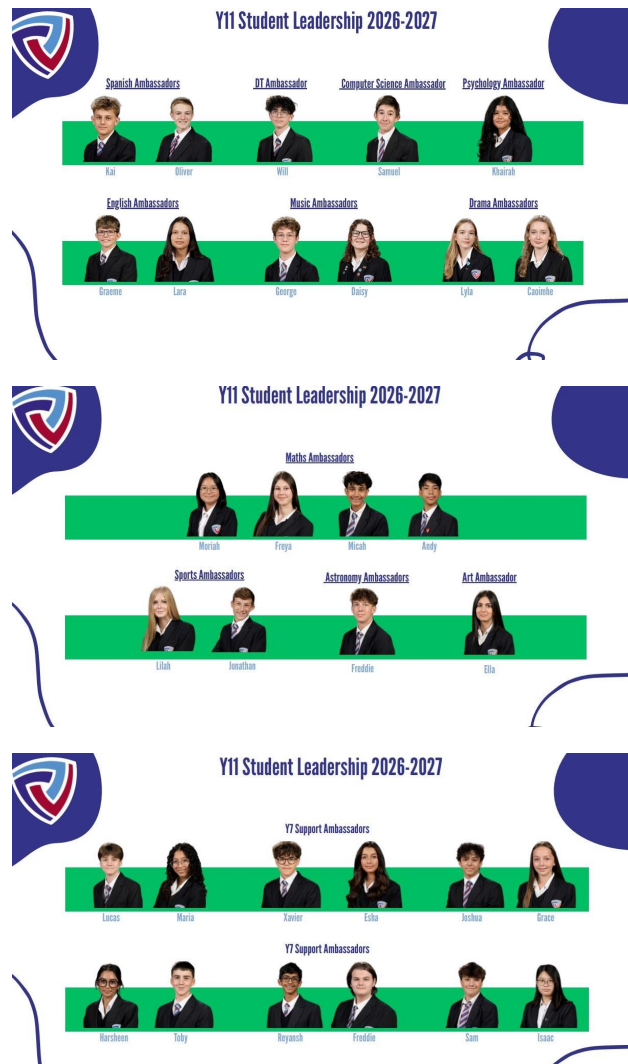 Y11 Student Leadership 2026-2027
Spanish Ambassadors DT Ambassador Computer Science Ambassador Psychology Ambassador
Kai Oliver Will Samuel Khairah
English Ambassadors Music Ambassadors Drama Ambassadors
Graeme Lara George Daisy Lyla Caoimhe
Y11 Student Leadership 2026-2027
Maths Ambassadors
Moriah Freya Micah Andy
Sports Ambassadors Astronomy Ambassadors Art Ambassador
Lilah Jonathan Freddie Ella
Y11 Student Leadership 2026-2027
Y7 Support Ambassadors
Lucas Maria Xavier Esha Joshua Grace
Y7 Support Ambassadors
Harsheen Toby Reyansh Freddie Sam Isaac